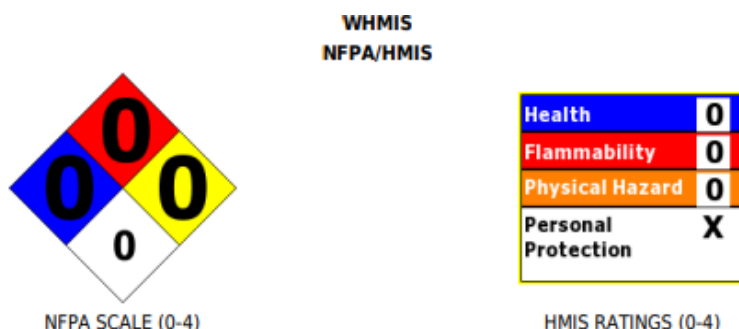 WHMIS
NFPA/HMIS
0
0 0
0
NFPA SCALE (0-4)
Health 0
Flammability 0
Physical Hazard 0
Personal X
Protection
HMIS RATINGS (0-4)